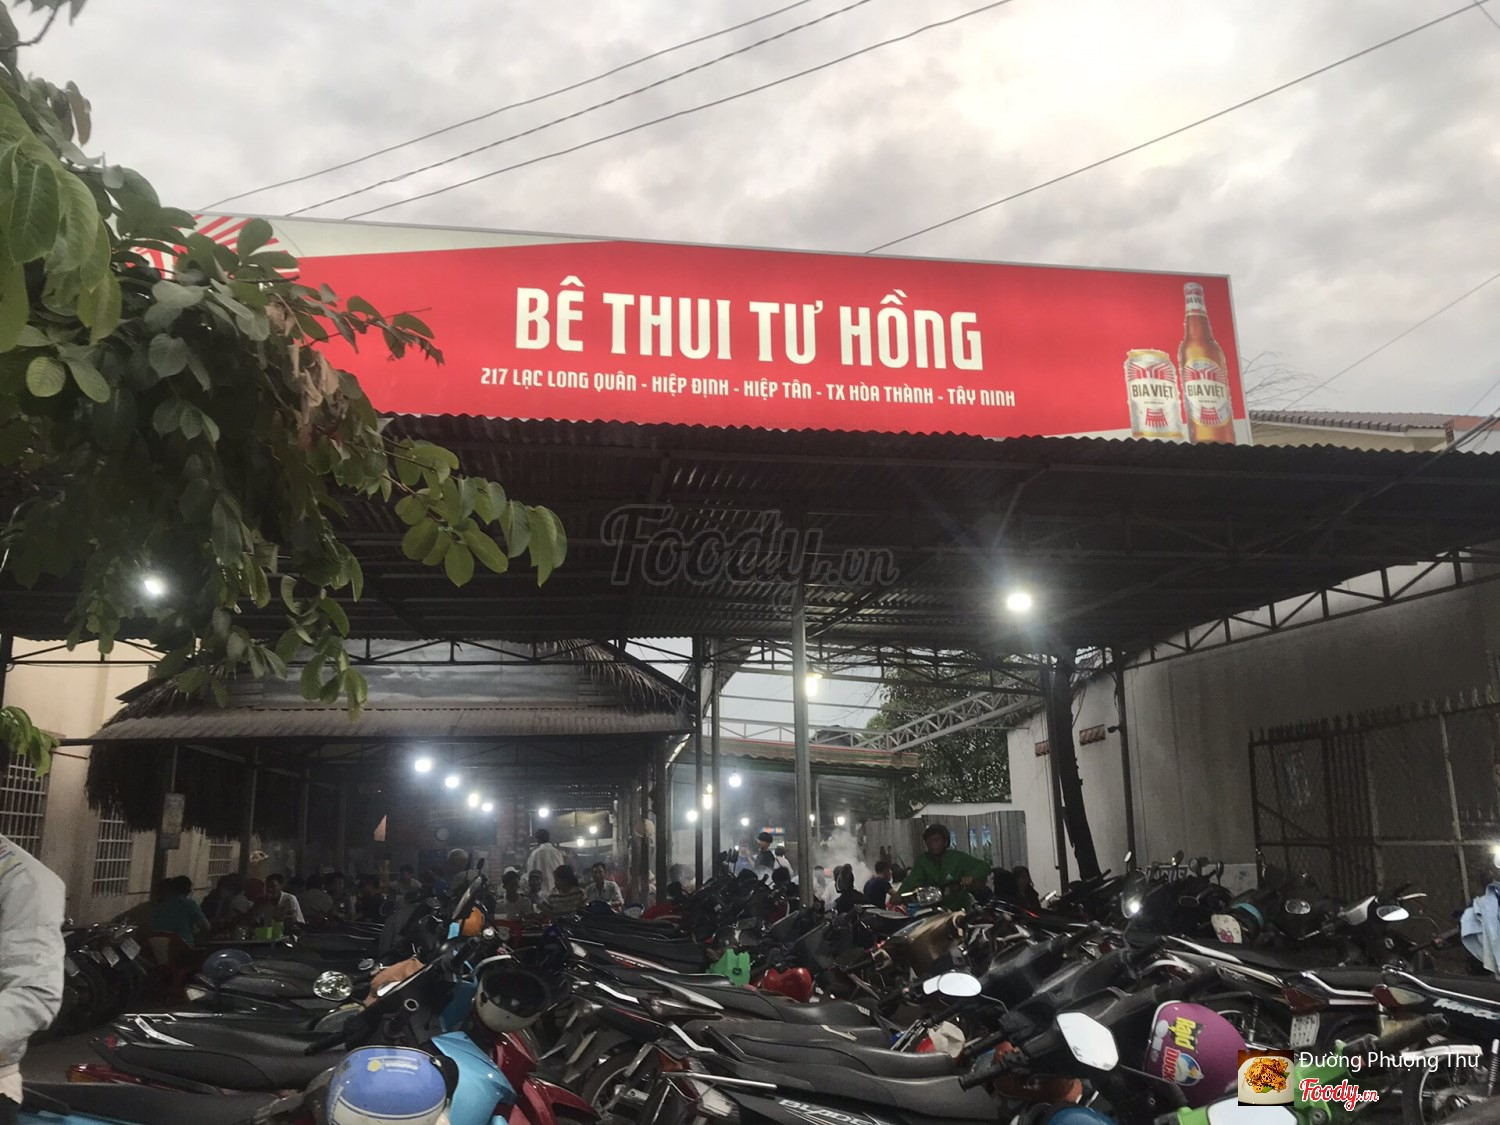 BÊ THUI TƯ HỒNG
217 LẠC LONG QUÂN - HIỆP ĐỊNH - HIỆP TÂN - TX HÒA THÀNH - TÂY NINH
BIA VIỆT
BIA VIỆT
Foody.vn
Đường Phượng Thư
Foody.vn